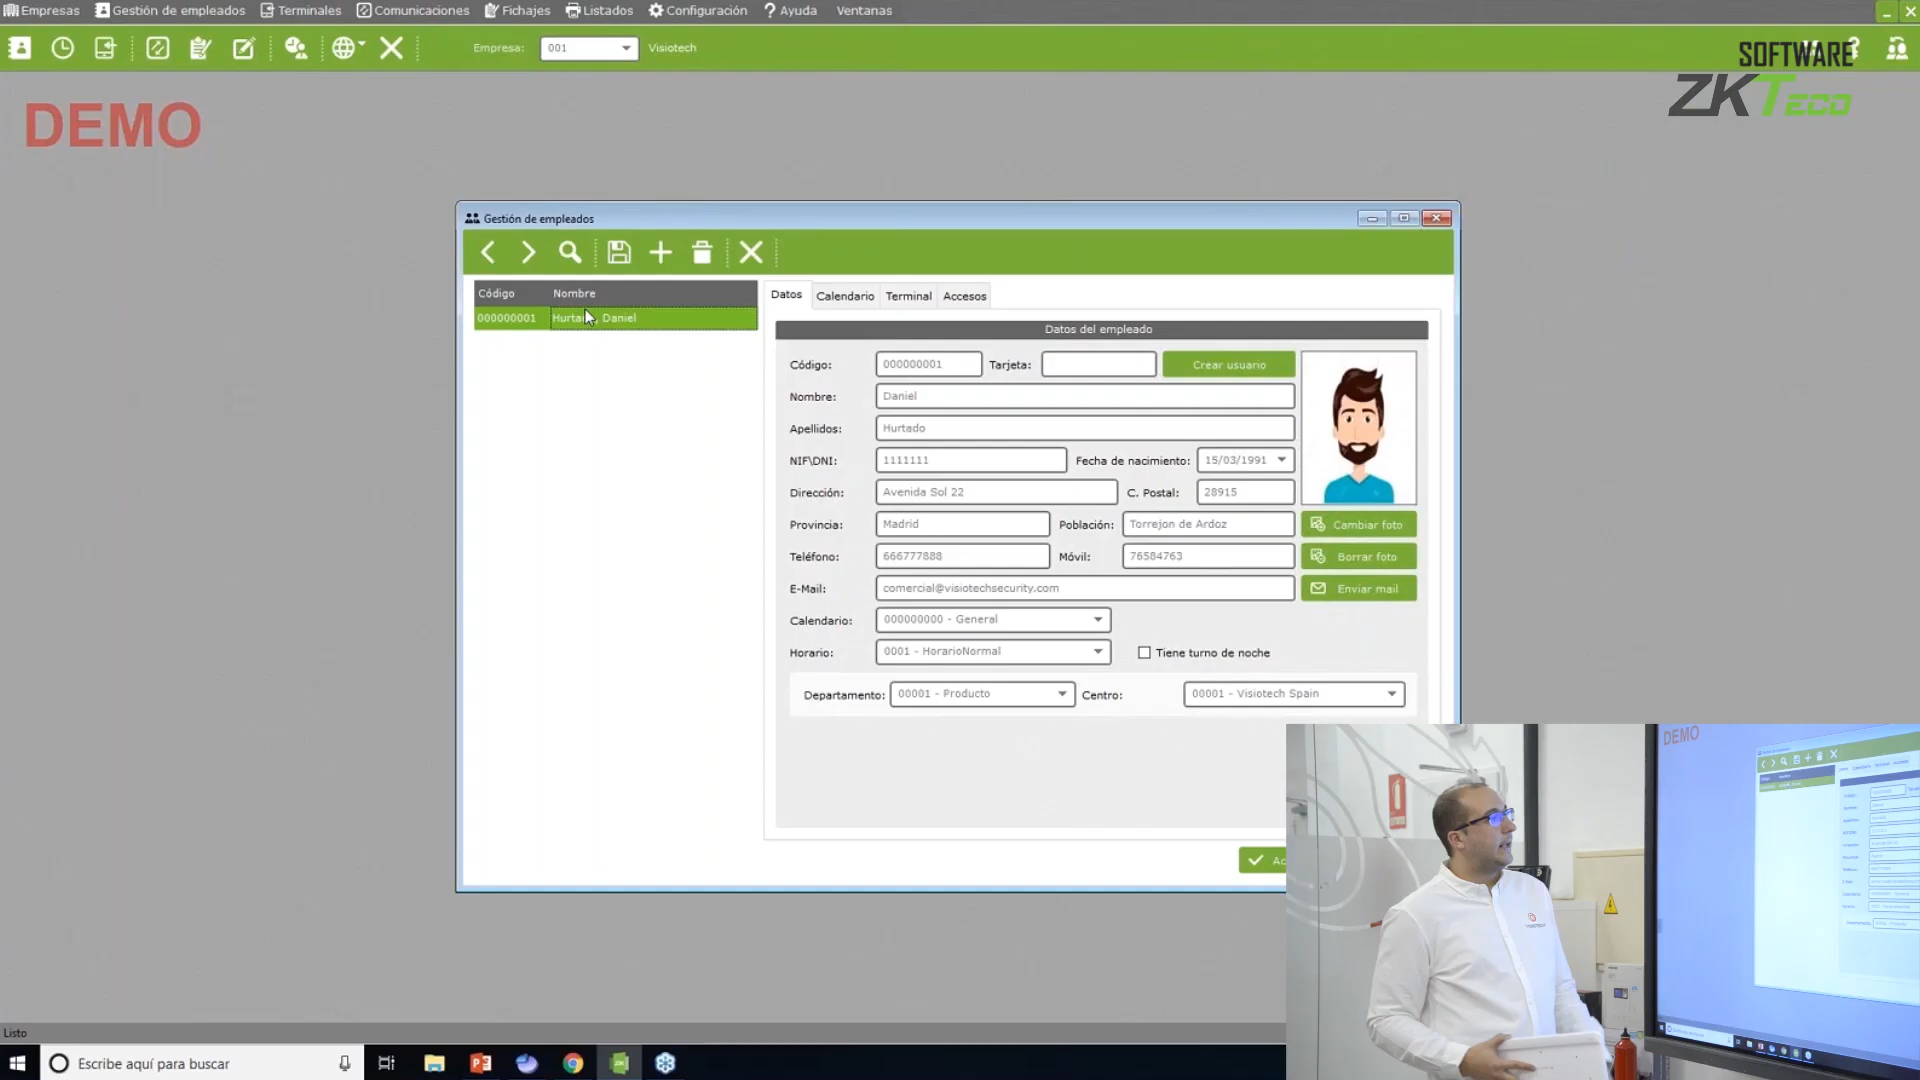 Empresas Gestión de empleados Terminales Comunicaciones Fichajes Listados Configuración ? Ayuda Ventanas
Empresa: 001 Visiotech
SOFTWARE
ZKTeco
DEMO
Gestión de empleados
Código Nombre
000000001 Hurtado, Daniel
Datos Calendario Terminal Accesos
Datos del empleado
Código: 000000001 Tarjeta: Crear usuario
Nombre: Daniel
Apellidos: Hurtado
NIF\DNI: 1111111 Fecha de nacimiento: 15/03/1991
Dirección: Avenida Sol 22 C. Postal: 28915
Provincia: Madrid Población: Torrejon de Ardoz Cambiar foto
Teléfono: 666777888 Móvil: 76584763 Borrar foto
E-Mail: comercial@visiotechsecurity.com Enviar mail
Calendario: 000000000 - General
Horario: 0001 - HorarioNormal Tiene turno de noche
Departamento: 00001 - Producto Centro: 00001 - Visiotech Spain
DEMO
Listo
Escribe aquí para buscar